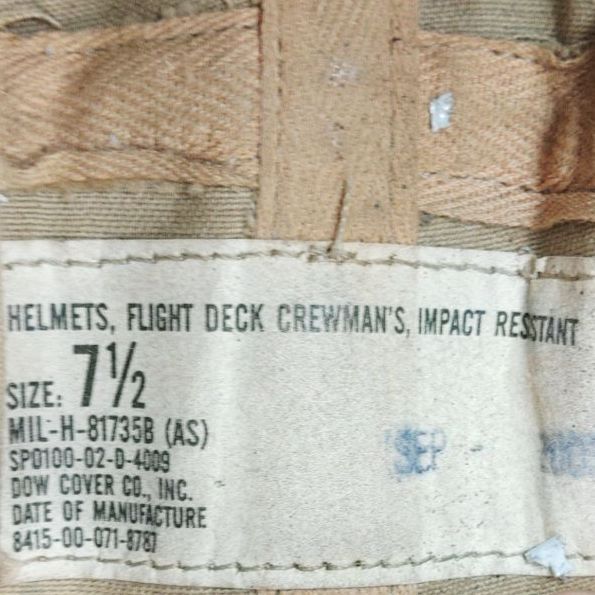 HELMETS, FLIGHT DECK CREWMAN'S, IMPACT RESISTANT
SIZE: 7½
MIL-H-81735B (AS)
SP0100-02-D-4009
SEP -
DOW COVER CO., INC.
DATE OF MANUFACTURE
8415-00-071-8787